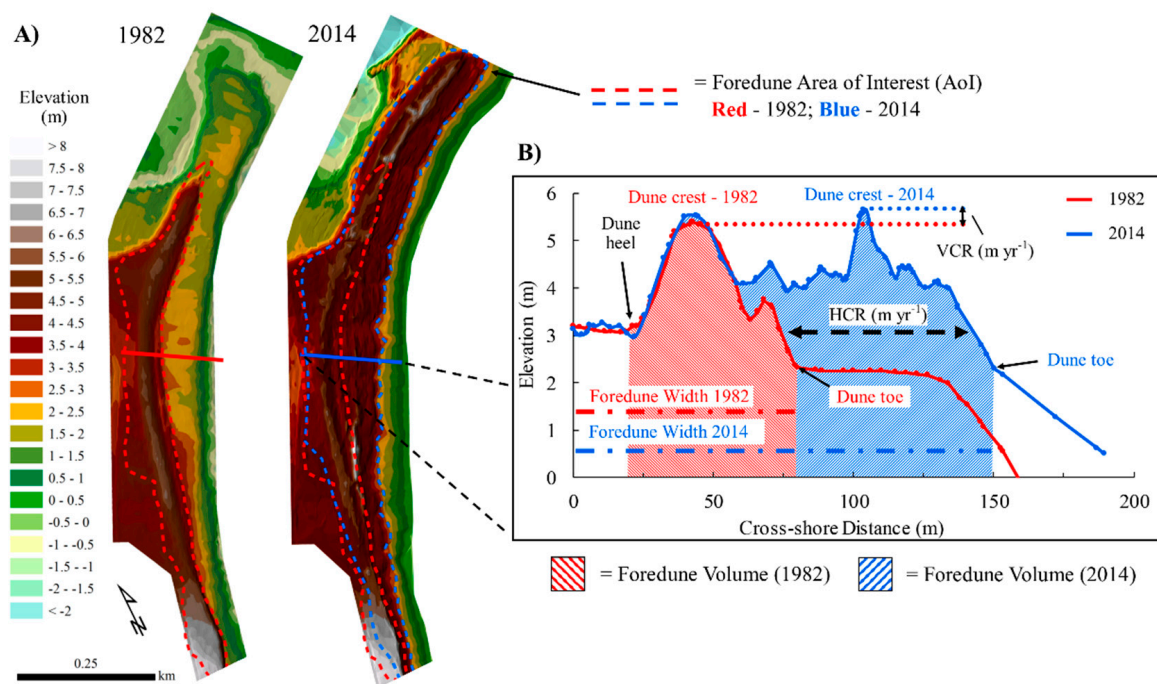 A)
1982
2014
Elevation
(m)
> 8
7.5 - 8
7 - 7.5
6.5 - 7
6 - 6.5
5.5 - 6
5 - 5.5
4.5 - 5
4 - 4.5
3.5 - 4
3 - 3.5
2.5 - 3
2 - 2.5
1.5 - 2
1 - 1.5
0.5 - 1
0 - 0.5
-0.5 - 0
-1 - -0.5
-1.5 - -1
-2 - -1.5
< -2
N
0.25
km
= Foredune Area of Interest (AoI)
Red - 1982; Blue - 2014
B)
Dune crest - 1982
Dune crest - 2014
1982
2014
Dune
heel
VCR (m yr-1)
HCR (m yr-1)
Dune toe
Dune toe
Foredune Width 1982
Foredune Width 2014
Elevation (m)
6
5
4
3
2
1
0
0
50
100
150
200
Cross-shore Distance (m)
= Foredune Volume (1982)
= Foredune Volume (2014)